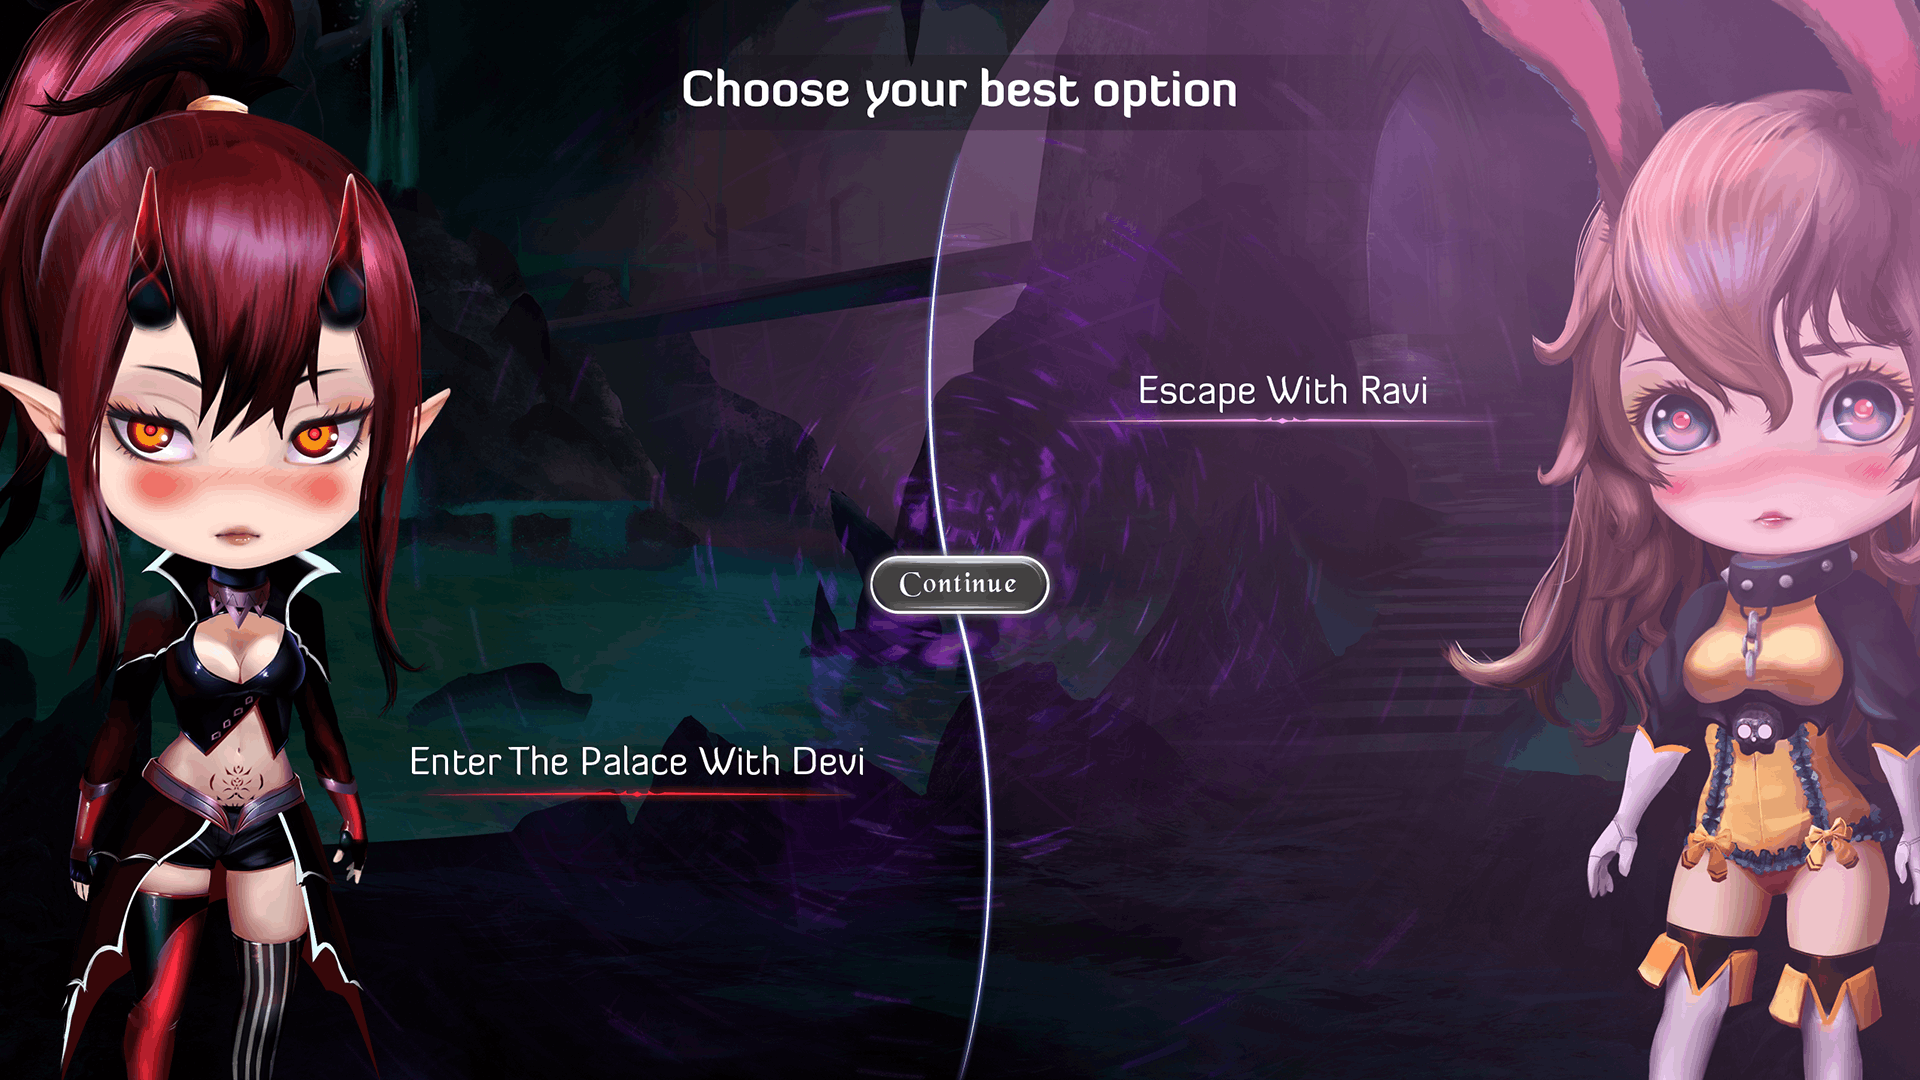 Choose your best option
Escape With Ravi
Continue
Enter The Palace With Devi